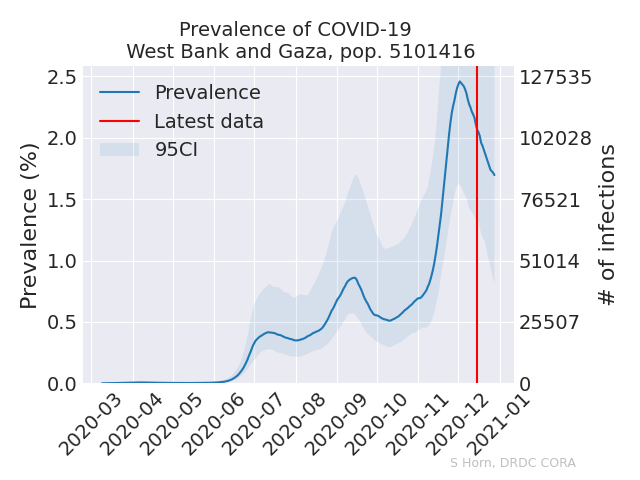 Prevalence of COVID-19
West Bank and Gaza, pop. 5101416
Prevalence (%)
2.5
2.0
1.5
1.0
0.5
0.0
Prevalence
Latest data
95CI
127535
102028
76521
51014
25507
0
# of infections
2020-03
2020-04
2020-05
2020-06
2020-07
2020-08
2020-09
2020-10
2020-11
2020-12
2021-01
S Horn, DRDC CORA